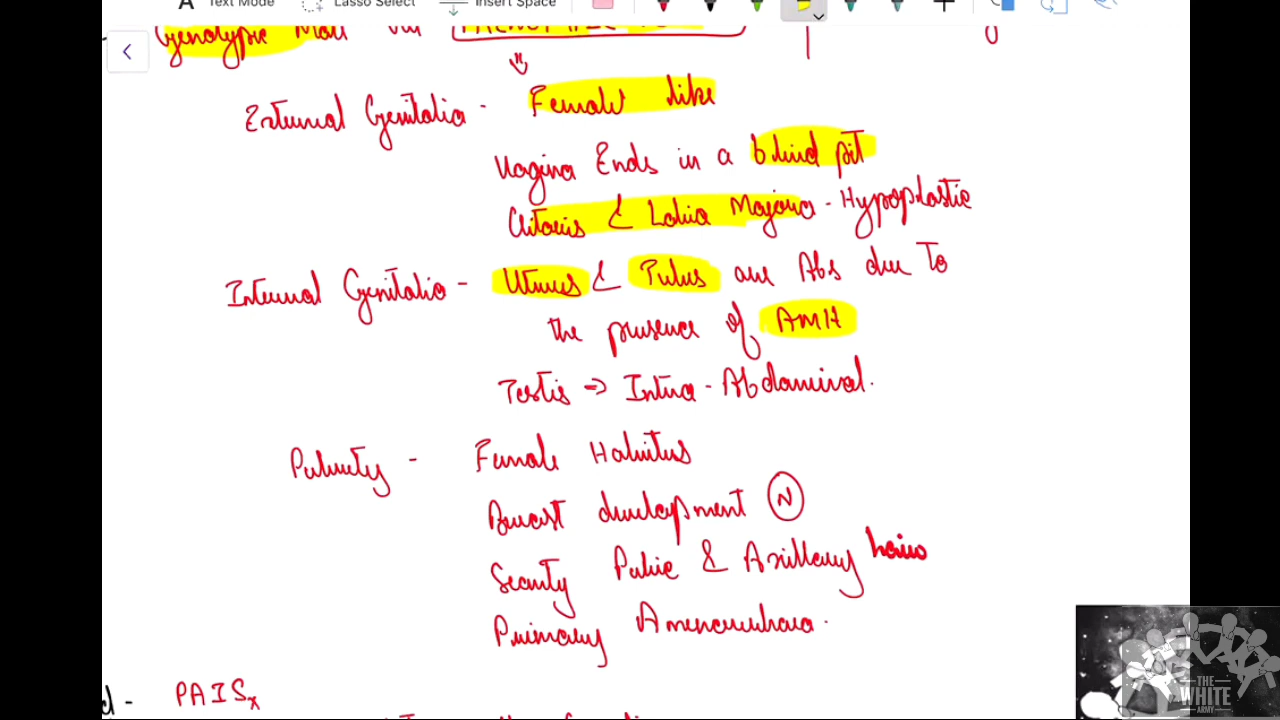 Text Mode Lasso Select Insert Space
Genotypic Male
External Genitalia - Female like
Vagina Ends in a blind pit
Clitoris & Labia Majora - Hypoplastic
Internal Genitalia - Uterus & Tubes are Abs due To
the presence of AMH
Testis => Intra-Abdominal.
Puberty - Female Habitus
Breast development N
Scanty Pubic & Axillary hairs
Primary Amenorrhoea.
d - PAIS
THE
WHITE
ARMY